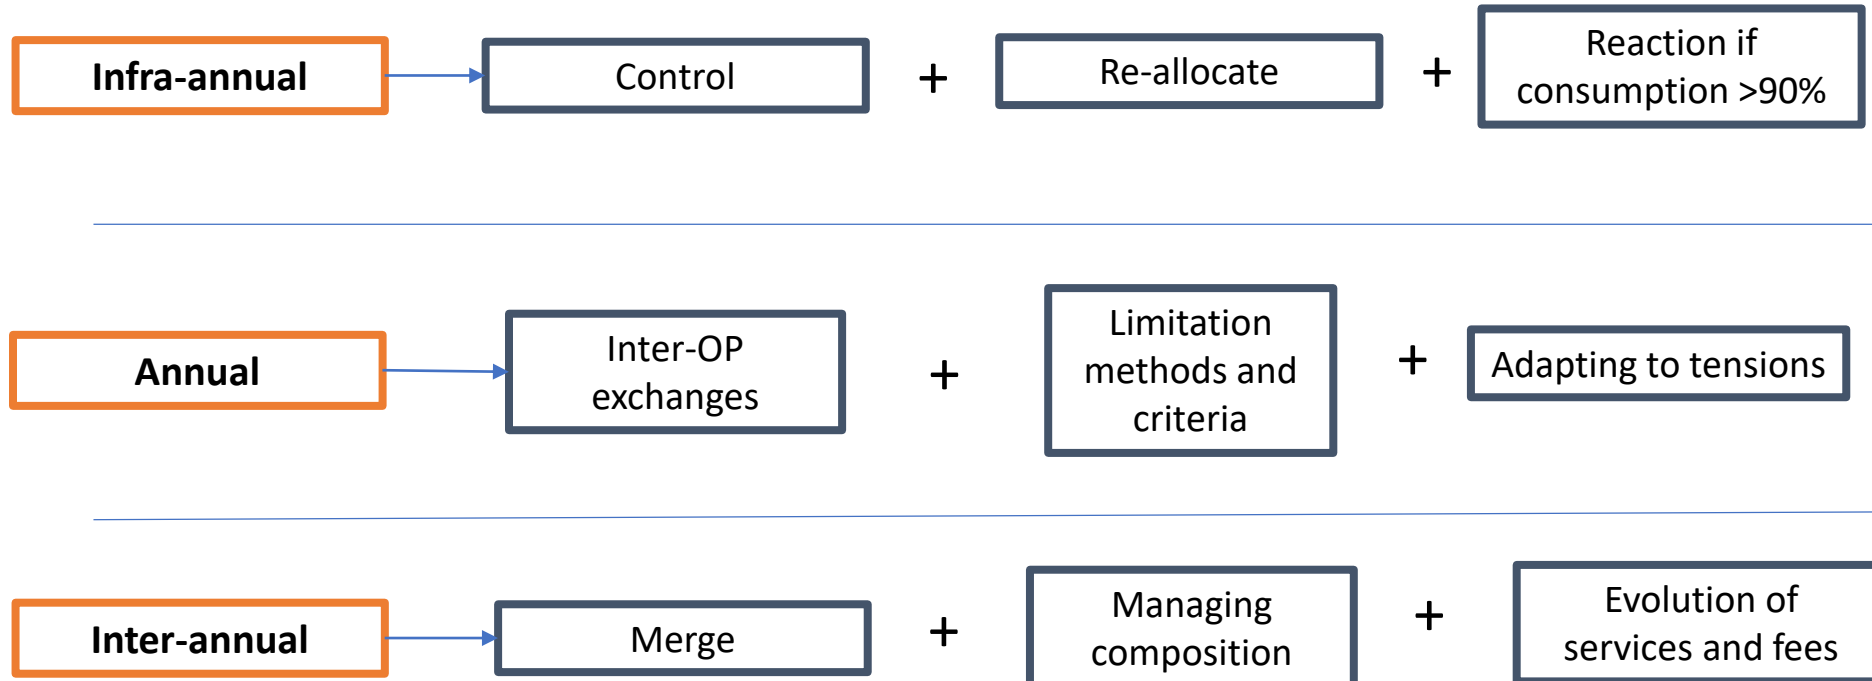 Infra-annual
Control
+
Re-allocate
+
Reaction if
consumption >90%
Annual
Inter-OP
exchanges
+
Limitation
methods and
criteria
+
Adapting to tensions
Inter-annual
Merge
+
Managing
composition
+
Evolution of
services and fees